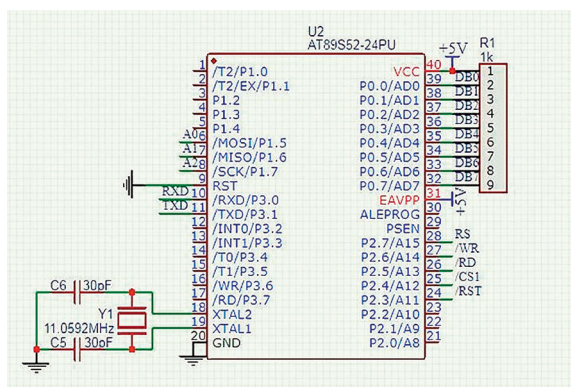 U2
AT89S52-24PU
+5V
R1
1k
1 /T2/P1.0
2 /T2/EX/P1.1
3 P1.2
4 P1.3
5 P1.4
A0 6 /MOSI/P1.5
A1 7 /MISO/P1.6
A2 8 /SCK/P1.7
9 RST
RXD 10 /RXD/P3.0
TXD 11 /TXD/P3.1
12 /INT0/P3.2
13 /INT1/P3.3
14 /T0/P3.4
15 /T1/P3.5
16 /WR/P3.6
17 /RD/P3.7
18 XTAL2
19 XTAL1
20 GND
VCC 40 1
P0.0/AD0 39 DB0 2
P0.1/AD1 38 DB1 3
P0.2/AD2 37 DB2 4
P0.3/AD3 36 DB3 5
P0.4/AD4 35 DB4 6
P0.5/AD5 34 DB5 7
P0.6/AD6 33 DB6 8
P0.7/AD7 32 DB7 9
EAVPP 31 +5V
ALEPROG 30
PSEN 29
P2.7/A15 28 RS
P2.6/A14 27 /WR
P2.5/A13 26 /RD
P2.4/A12 25 /CS1
P2.3/A11 24 /RST
P2.2/A10 23
P2.1/A9 22
P2.0/A8 21
C6 30pF
Y1
11.0592MHz
C5 30pF